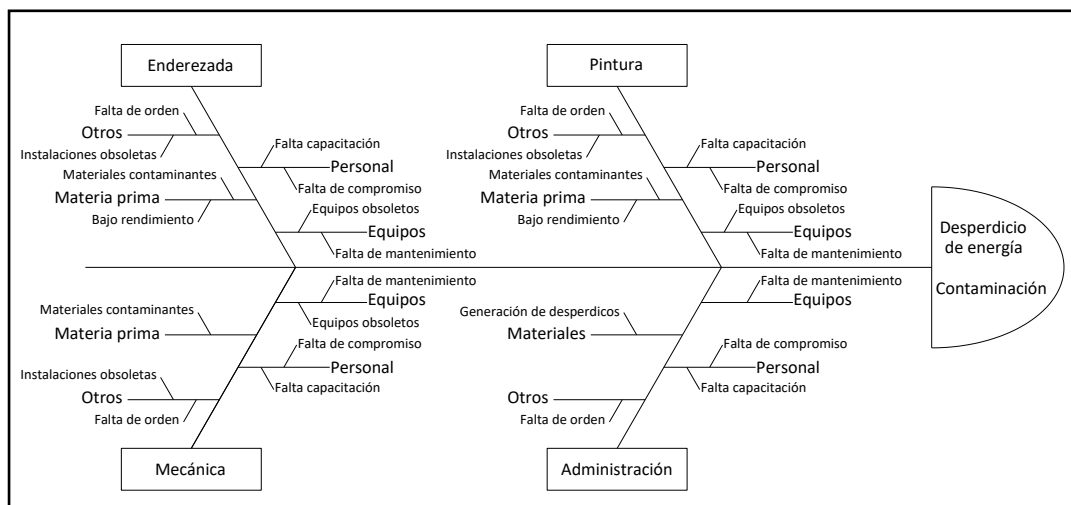 Enderezada
Pintura
Falta de orden
Otros
Instalaciones obsoletas
Falta capacitación
Personal
Falta de compromiso
Materiales contaminantes
Materia prima
Bajo rendimiento
Equipos obsoletos
Equipos
Falta de mantenimiento
Falta de orden
Otros
Instalaciones obsoletas
Falta capacitación
Personal
Falta de compromiso
Materiales contaminantes
Materia prima
Bajo rendimiento
Equipos obsoletos
Equipos
Falta de mantenimiento
Desperdicio
de energía
Contaminación
Falta de mantenimiento
Equipos
Equipos obsoletos
Materiales contaminantes
Materia prima
Falta de compromiso
Personal
Falta capacitación
Instalaciones obsoletas
Otros
Falta de orden
Falta de mantenimiento
Equipos
Generación de desperdicos
Materiales
Falta de compromiso
Personal
Falta capacitación
Otros
Falta de orden
Mecánica
Administración